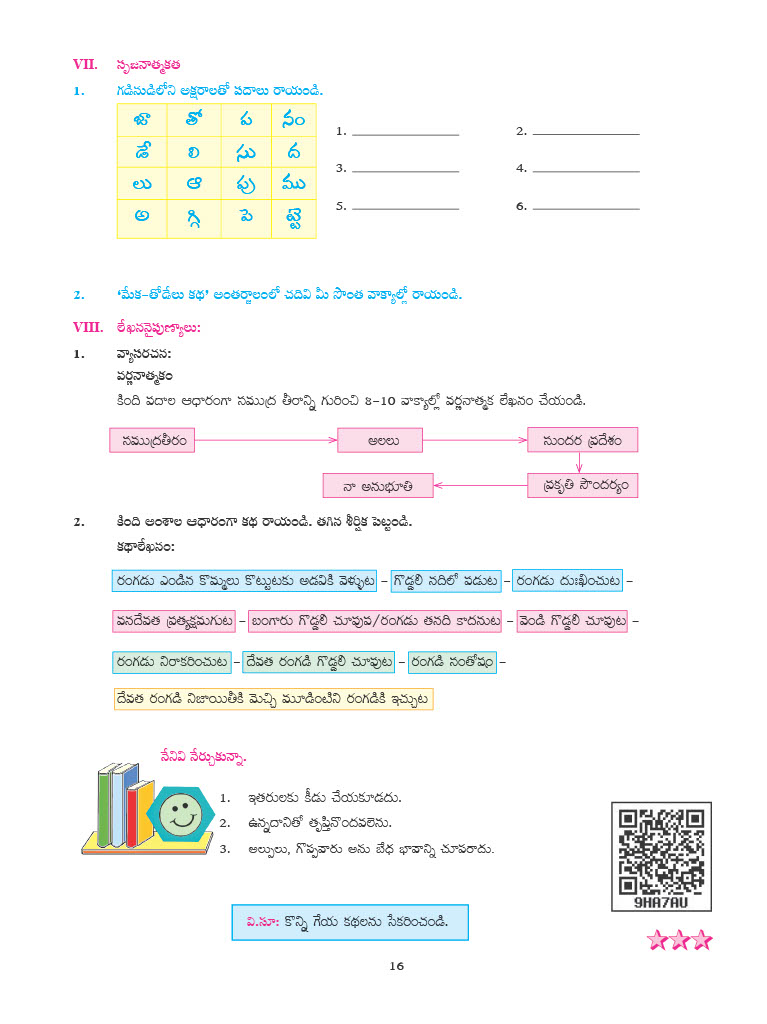 VII. సృజనాత్మకత
1. గడినుడిలోని అక్షరాలతో పదాలు రాయండి.
జా తో ప నం
డే లి సు ద
లు ఆ పు ము
అ గ్గి పె ట్టె
1. ____________ 2. ____________
3. ____________ 4. ____________
5. ____________ 6. ____________
2. ‘మేక–తోడేలు కథ’ అంతర్జాలంలో చదివి మీ సొంత వాక్యాల్లో రాయండి.
VIII. లేఖననైపుణ్యాలు:
1. వ్యాసరచన:
వర్ణనాత్మకం
కింది పదాల ఆధారంగా సముద్ర తీరాన్ని గురించి 8–10 వాక్యాల్లో వర్ణనాత్మక లేఖనం చేయండి.
సముద్రతీరం అలలు సుందర ప్రదేశం
నా అనుభూతి ప్రకృతి సౌందర్యం
2. కింది అంశాల ఆధారంగా కథ రాయండి. తగిన శీర్షిక పెట్టండి.
కథాలేఖనం:
రంగడు ఎండిన కొమ్మలు కొట్టుటకు అడవికి వెళ్ళుట – గొడ్డలి నదిలో పడుట – రంగడు దుఃఖించుట –
వనదేవత ప్రత్యక్షమగుట – బంగారు గొడ్డలి చూపువ/రంగడు తనది కాదనుట – వెండి గొడ్డలి చూపుట –
రంగడు నిరాకరించుట – దేవత రంగడి గొడ్డలి చూపుట – రంగడి సంతోషం –
దేవత రంగడి నిజాయితీకి మెచ్చి మూడింటిని రంగడికి ఇచ్చుట
నేనివి నేర్చుకున్నా.
1. ఇతరులకు కీడు చేయకూడదు.
2. ఉన్నదానితో తృప్తినొందవలెను.
3. అల్పులు, గొప్పవారు అను బేధ భావాన్ని చూపరాదు.
9HA7AU
వి.సూ: కొన్ని గేయ కథలను సేకరించండి.
16